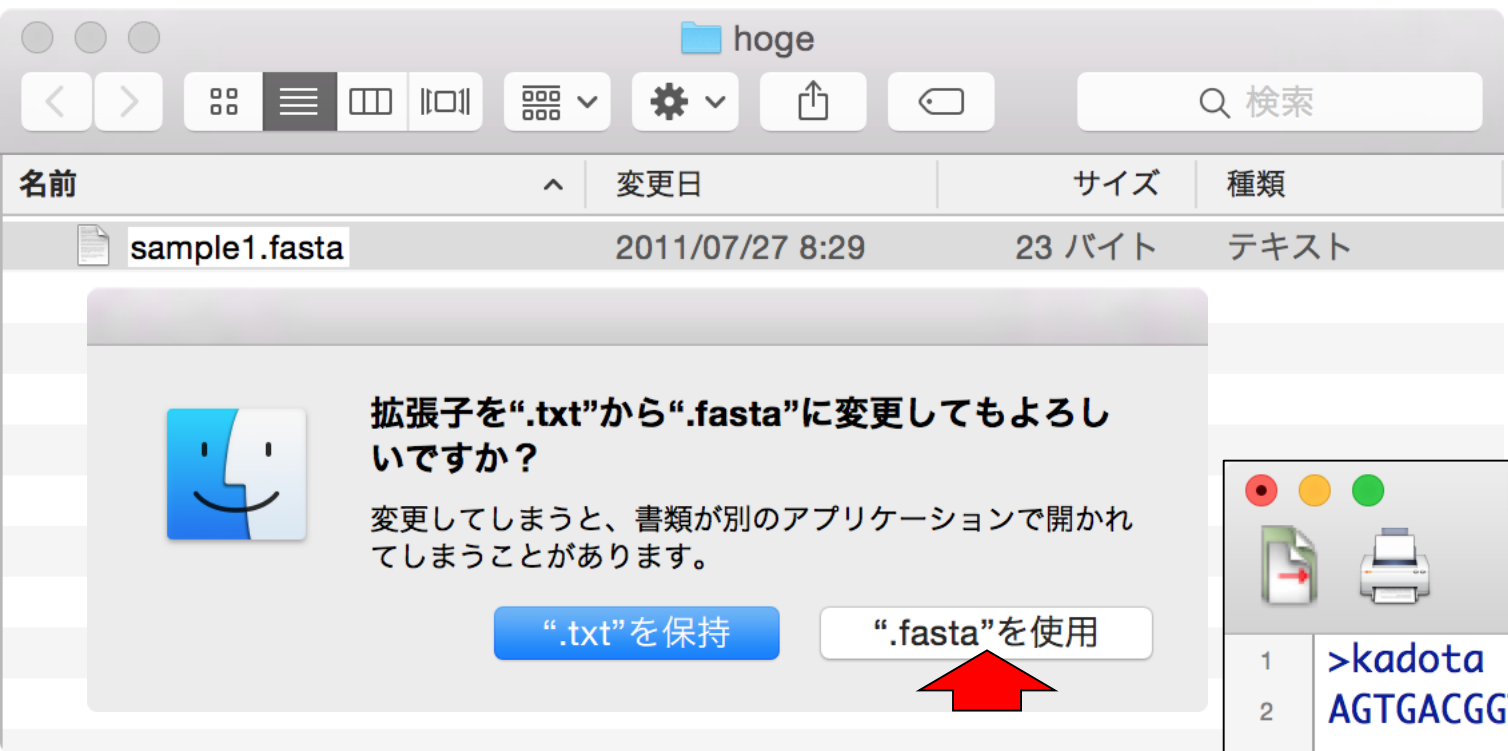 hoge
検索
名前 変更日 サイズ 種類
sample1.fasta 2011/07/27 8:29 23 バイト テキスト
拡張子を“.txt”から“.fasta”に変更してもよろし
いですか？
変更してしまうと、書類が別のアプリケーションで開かれ
てしまうことがあります。
“.txt”を保持 “.fasta”を使用
1 >kadota
2 AGTGACGG